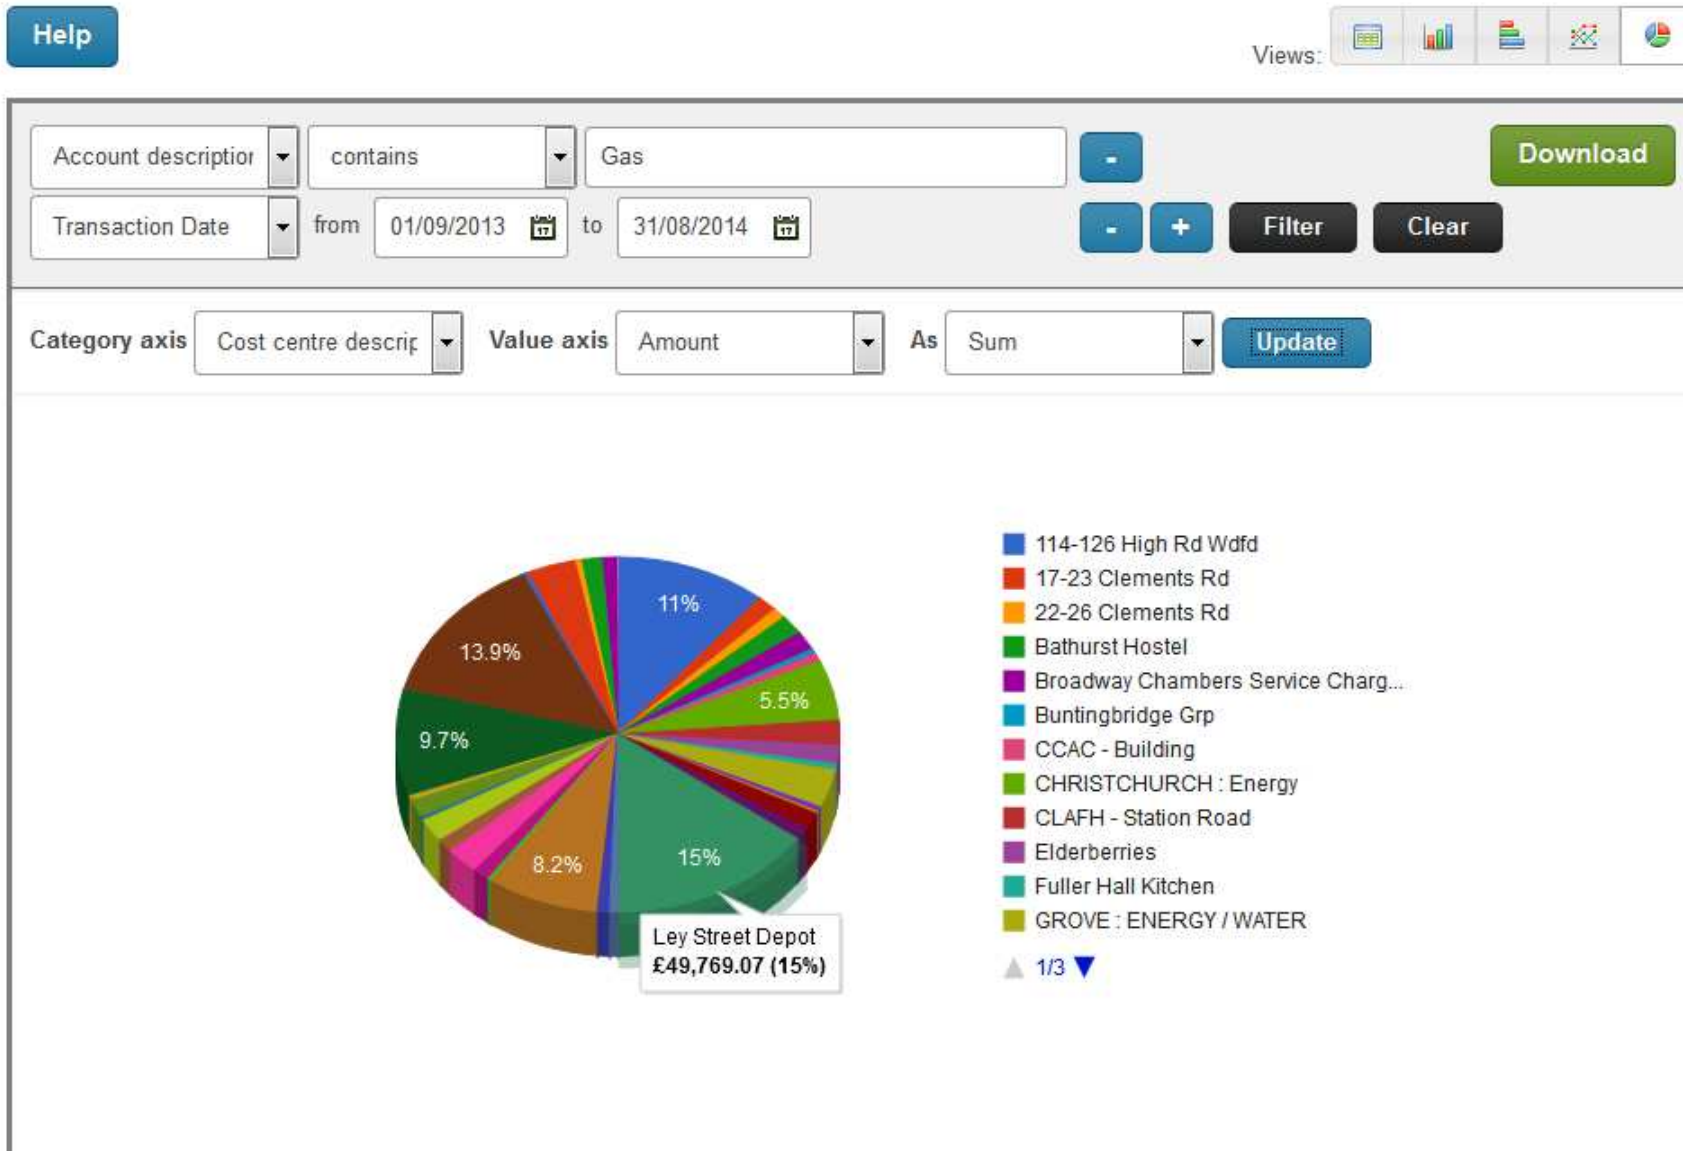 Help
Views:
Account description contains Gas - Download
Transaction Date from 01/09/2013 17 to 31/08/2014 17 - + Filter Clear
Category axis Cost centre descrip Value axis Amount As Sum Update
11%
13.9%
5.5%
9.7%
8.2%
15%
Ley Street Depot
£49,769.07 (15%)
114-126 High Rd Wdfd
17-23 Clements Rd
22-26 Clements Rd
Bathurst Hostel
Broadway Chambers Service Charg...
Buntingbridge Grp
CCAC - Building
CHRISTCHURCH : Energy
CLAFH - Station Road
Elderberries
Fuller Hall Kitchen
GROVE : ENERGY / WATER
1/3